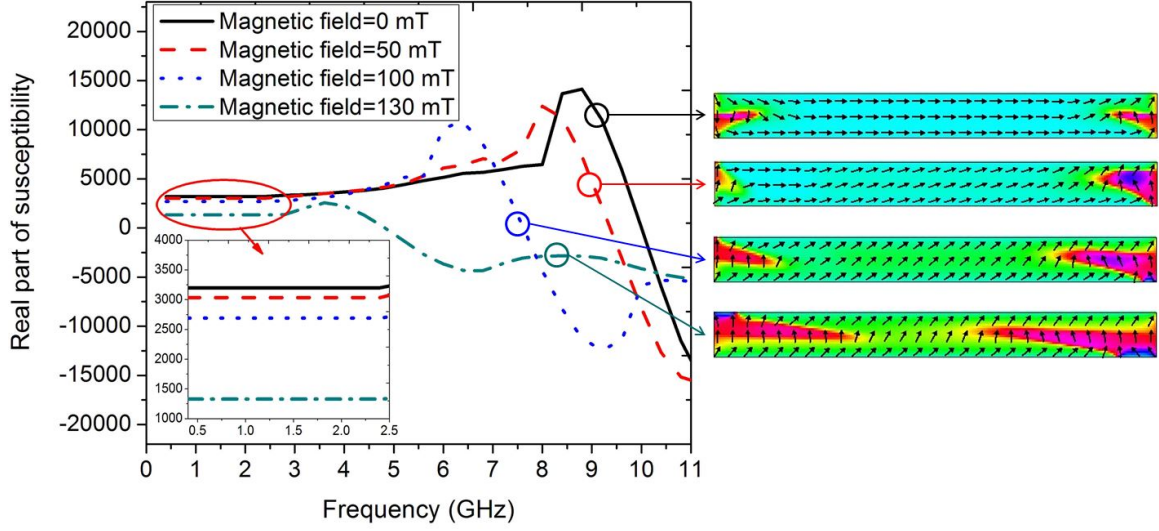 Magnetic field=0 mT
Magnetic field=50 mT
Magnetic field=100 mT
Magnetic field=130 mT
Real part of susceptibility
20000
15000
10000
5000
0
-5000
-10000
-15000
-20000
4000
3500
3000
2500
2000
1500
1000
0.5 1.0 1.5 2.0 2.5
0 1 2 3 4 5 6 7 8 9 10 11
Frequency (GHz)